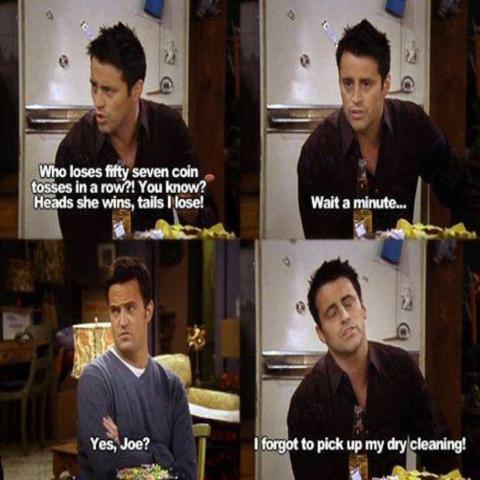 Who loses fifty seven coin
tosses in a row?! You know?
Heads she wins, tails I lose!
Wait a minute...
Yes, Joe?
I forgot to pick up my dry cleaning!